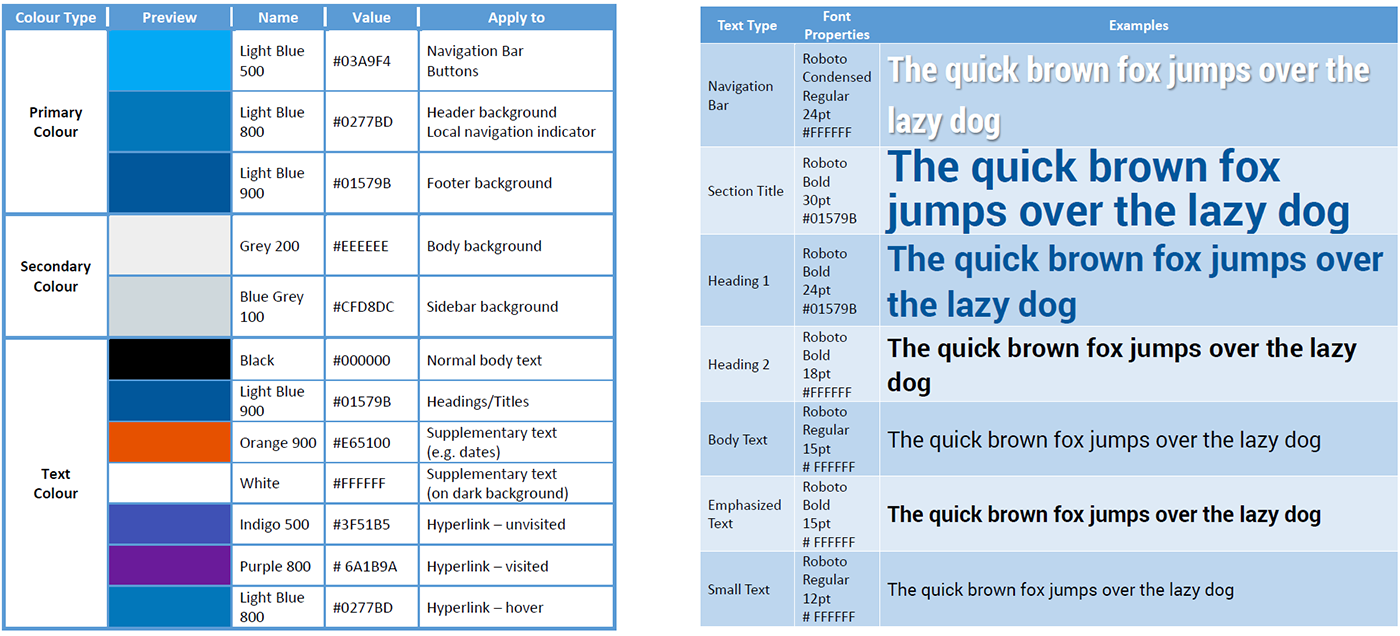 Colour Type Preview Name Value Apply to
Primary
Colour
Light Blue
500
#03A9F4
Navigation Bar
Buttons
Light Blue
800
#0277BD
Header background
Local navigation indicator
Light Blue
900
#01579B
Footer background
Secondary
Colour
Grey 200
#EEEEEE
Body background
Blue Grey
100
#CFD8DC
Sidebar background
Text
Colour
Black
#000000
Normal body text
Light Blue
900
#01579B
Headings/Titles
Orange 900
#E65100
Supplementary text
(e.g. dates)
White
#FFFFFF
Supplementary text
(on dark background)
Indigo 500
#3F51B5
Hyperlink – unvisited
Purple 800
# 6A1B9A
Hyperlink – visited
Light Blue
800
#0277BD
Hyperlink – hover
Text Type
Font
Properties
Examples
Navigation
Bar
Roboto
Condensed
Regular
24pt
#FFFFFF
The quick brown fox jumps over the
lazy dog
Section Title
Roboto
Bold
30pt
#01579B
The quick brown fox
jumps over the lazy dog
Heading 1
Roboto
Bold
24pt
#01579B
The quick brown fox jumps over
the lazy dog
Heading 2
Roboto
Bold
18pt
#FFFFFF
The quick brown fox jumps over the lazy
dog
Body Text
Roboto
Regular
15pt
# FFFFFF
The quick brown fox jumps over the lazy dog
Emphasized
Text
Roboto
Bold
15pt
# FFFFFF
The quick brown fox jumps over the lazy dog
Small Text
Roboto
Regular
12pt
# FFFFFF
The quick brown fox jumps over the lazy dog